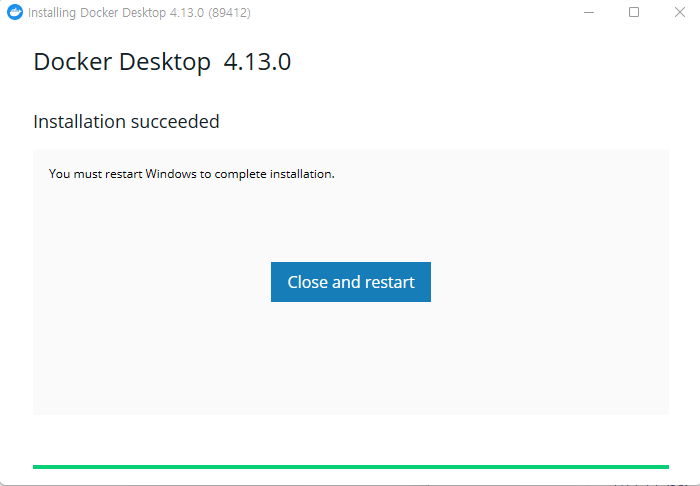 Installing Docker Desktop 4.13.0 (89412)
Docker Desktop 4.13.0
Installation succeeded
You must restart Windows to complete installation.
Close and restart